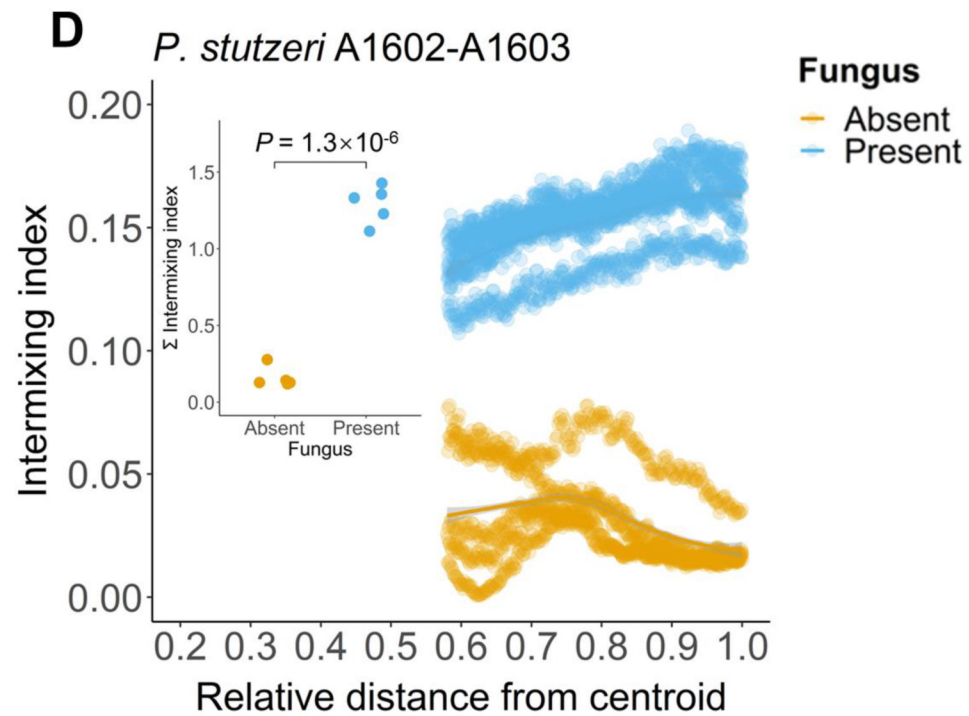 D
P. stutzeri A1602-A1603
Fungus
Absent
Present
Intermixing index
0.20
0.15
0.10
0.05
0.00
P = 1.3×10-6
Σ Intermixing index
1.5
1.0
0.5
0.0
Absent Present
Fungus
0.2 0.3 0.4 0.5 0.6 0.7 0.8 0.9 1.0
Relative distance from centroid